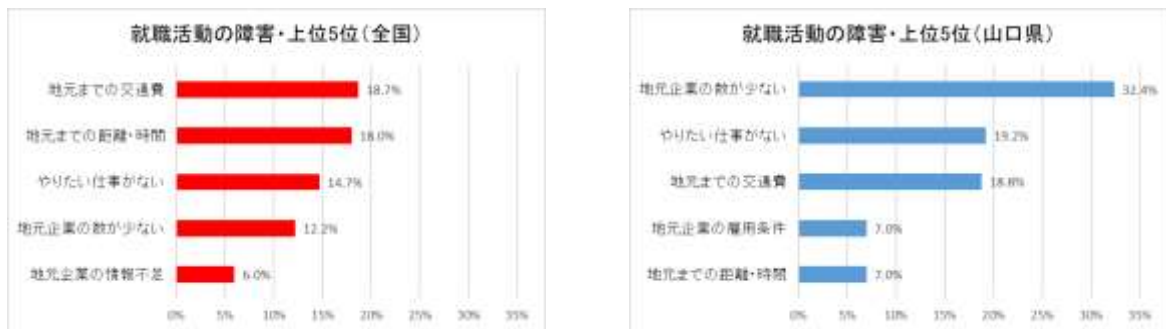 就職活動の障害・上位5位（全国）
地元までの交通費 18.7%
地元までの距離・時間 18.0%
やりたい仕事がない 14.7%
地元企業の数が少ない 12.2%
地元企業の情報不足 6.0%
0% 5% 10% 15% 20% 25% 30% 35%
就職活動の障害・上位5位（山口県）
地元企業の数が少ない 32.4%
やりたい仕事がない 19.2%
地元までの交通費 18.8%
地元企業の雇用条件 7.0%
地元までの距離・時間 7.0%
0% 5% 10% 15% 20% 25% 30% 35%